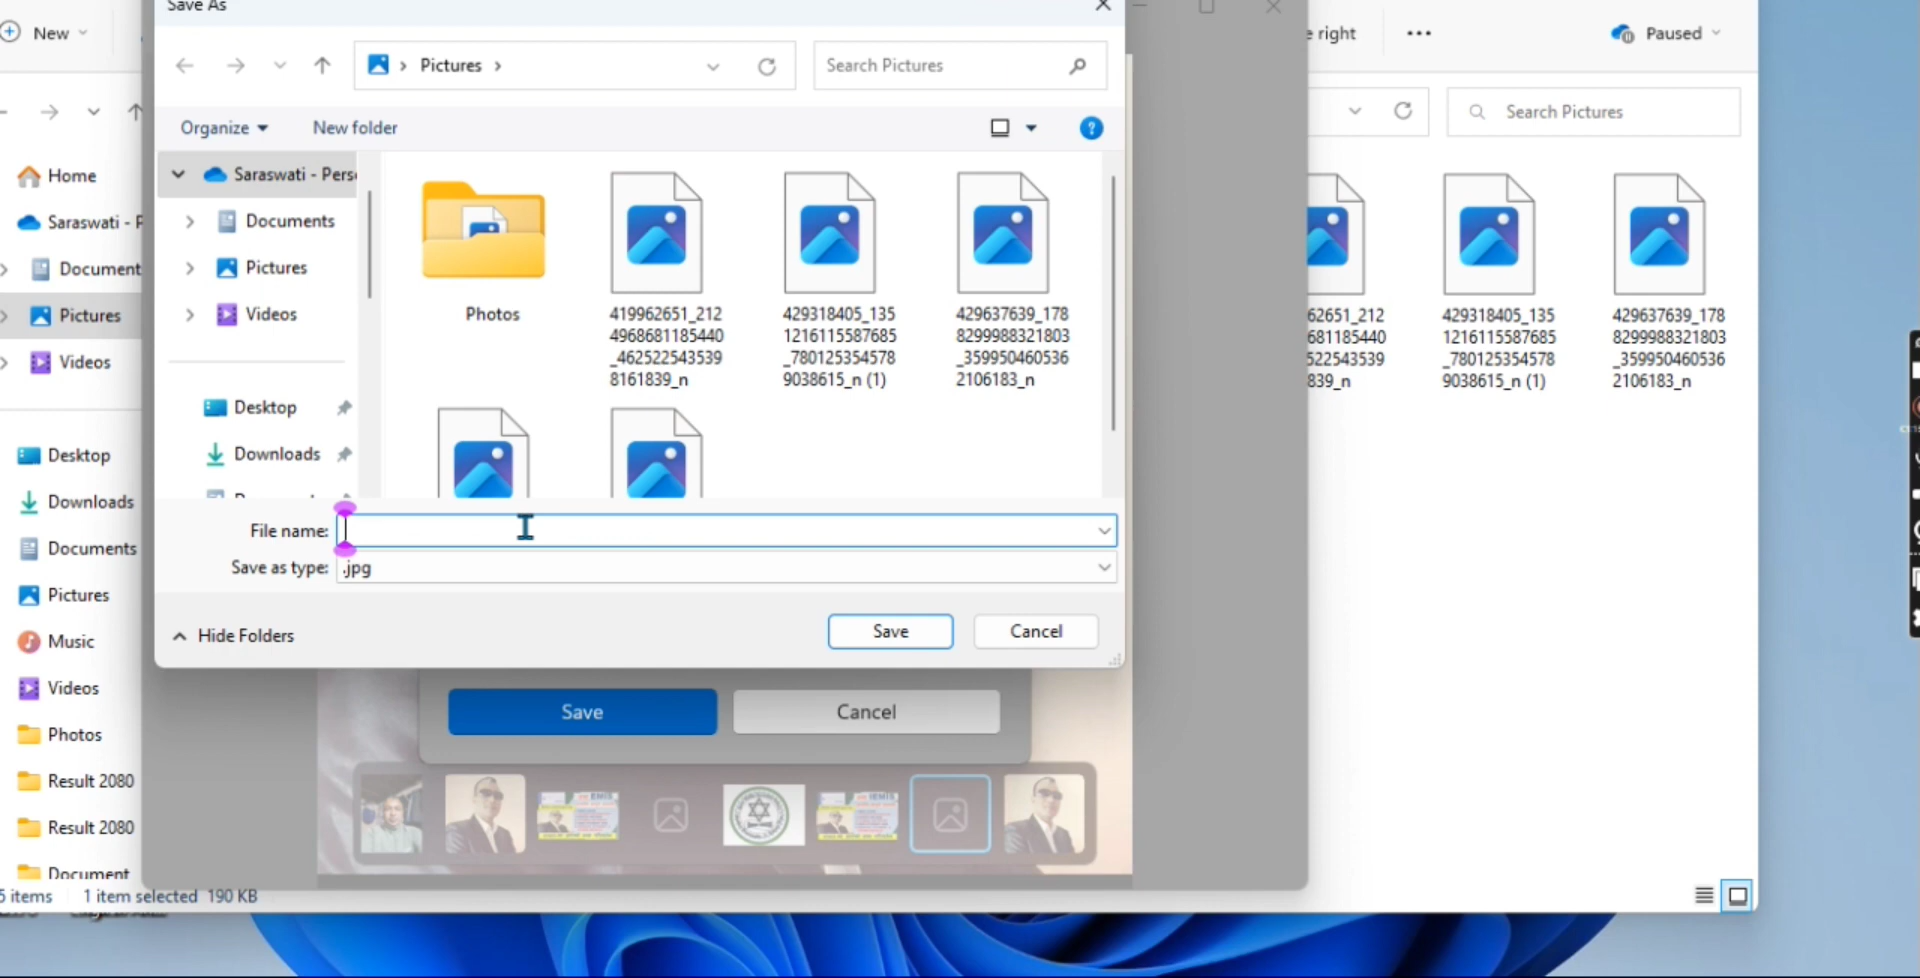 Save As
New
e right
Paused
Pictures
Search Pictures
Search Pictures
Organize
New folder
Home
Saraswati - P
Document
Pictures
Videos
Desktop
Downloads
Documents
Pictures
Music
Videos
Photos
Result 2080
Result 2080
Document
Saraswati - Perso
Documents
Pictures
Videos
Desktop
Downloads
Photos
419962651_212
4968681185440
_462522543539
8161839_n
429318405_135
1216115587685
_780125354578
9038615_n (1)
429637639_178
8299988321803
_359950460536
2106183_n
62651_212
681185440
522543539
839_n
429318405_135
1216115587685
_780125354578
9038615_n (1)
429637639_178
8299988321803
_359950460536
2106183_n
File name:
Save as type: .jpg
Hide Folders
Save
Cancel
Save
Cancel
5 items
1 item selected 190 KB